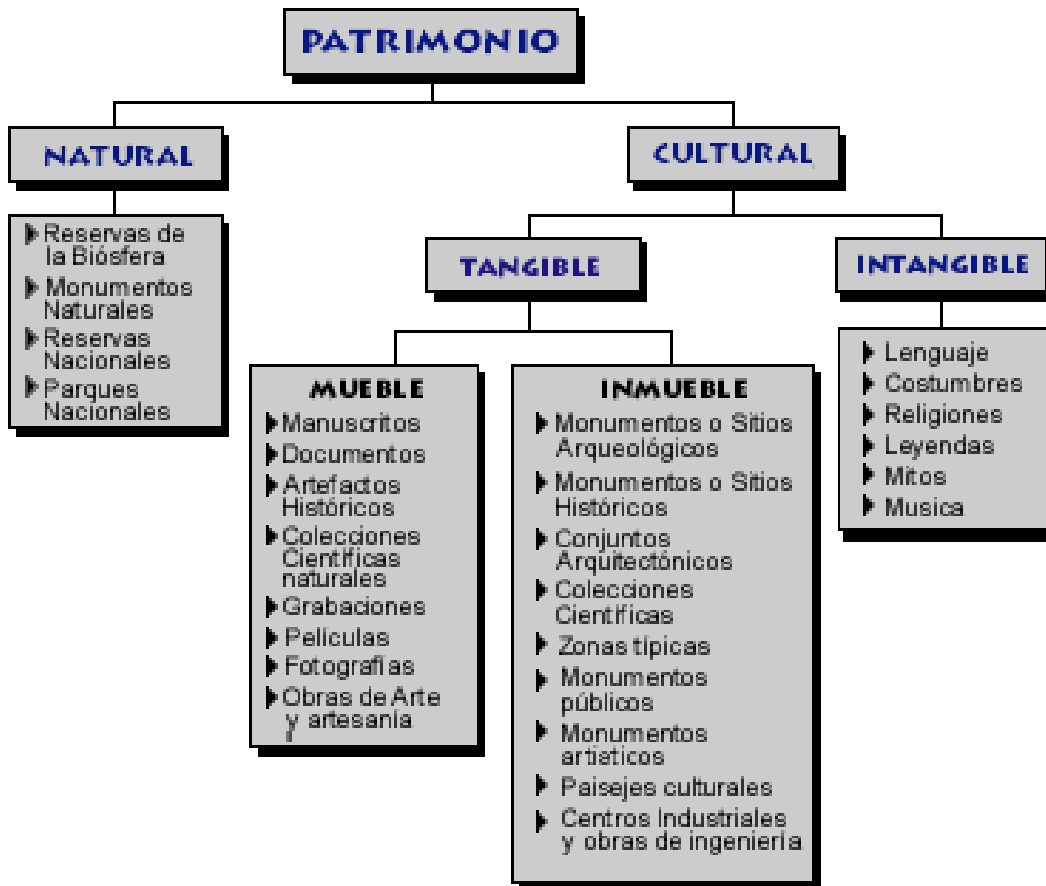 PATRIMONIO
NATURAL
Reservas de
la Biósfera
Monumentos
Naturales
Reservas
Nacionales
Parques
Nacionales
CULTURAL
TANGIBLE
MUEBLE
Manuscritos
Documentos
Artefactos
Históricos
Colecciones
Científicas
naturales
Grabaciones
Películas
Fotografías
Obras de Arte
y artesanía
INMUEBLE
Monumentos o Sitios
Arqueológicos
Monumentos o Sitios
Históricos
Conjuntos
Arquitectónicos
Colecciones
Científicas
Zonas típicas
Monumentos
públicos
Monumentos
artisticos
Paisejes culturales
Centros Industriales
y obras de ingeniería
INTANGIBLE
Lenguaje
Costumbres
Religiones
Leyendas
Mitos
Musica